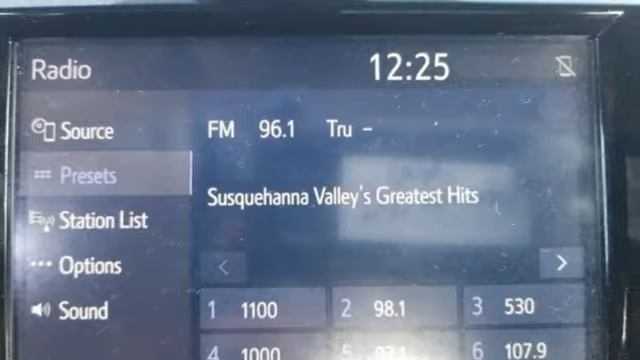 Radio 12:25
Source
FM 96.1 Tru –
Presets
Susquehanna Valley's Greatest Hits
Station List
Options
< >
Sound
1 1100 2 98.1 3 530
4 1000 5 6 107.9